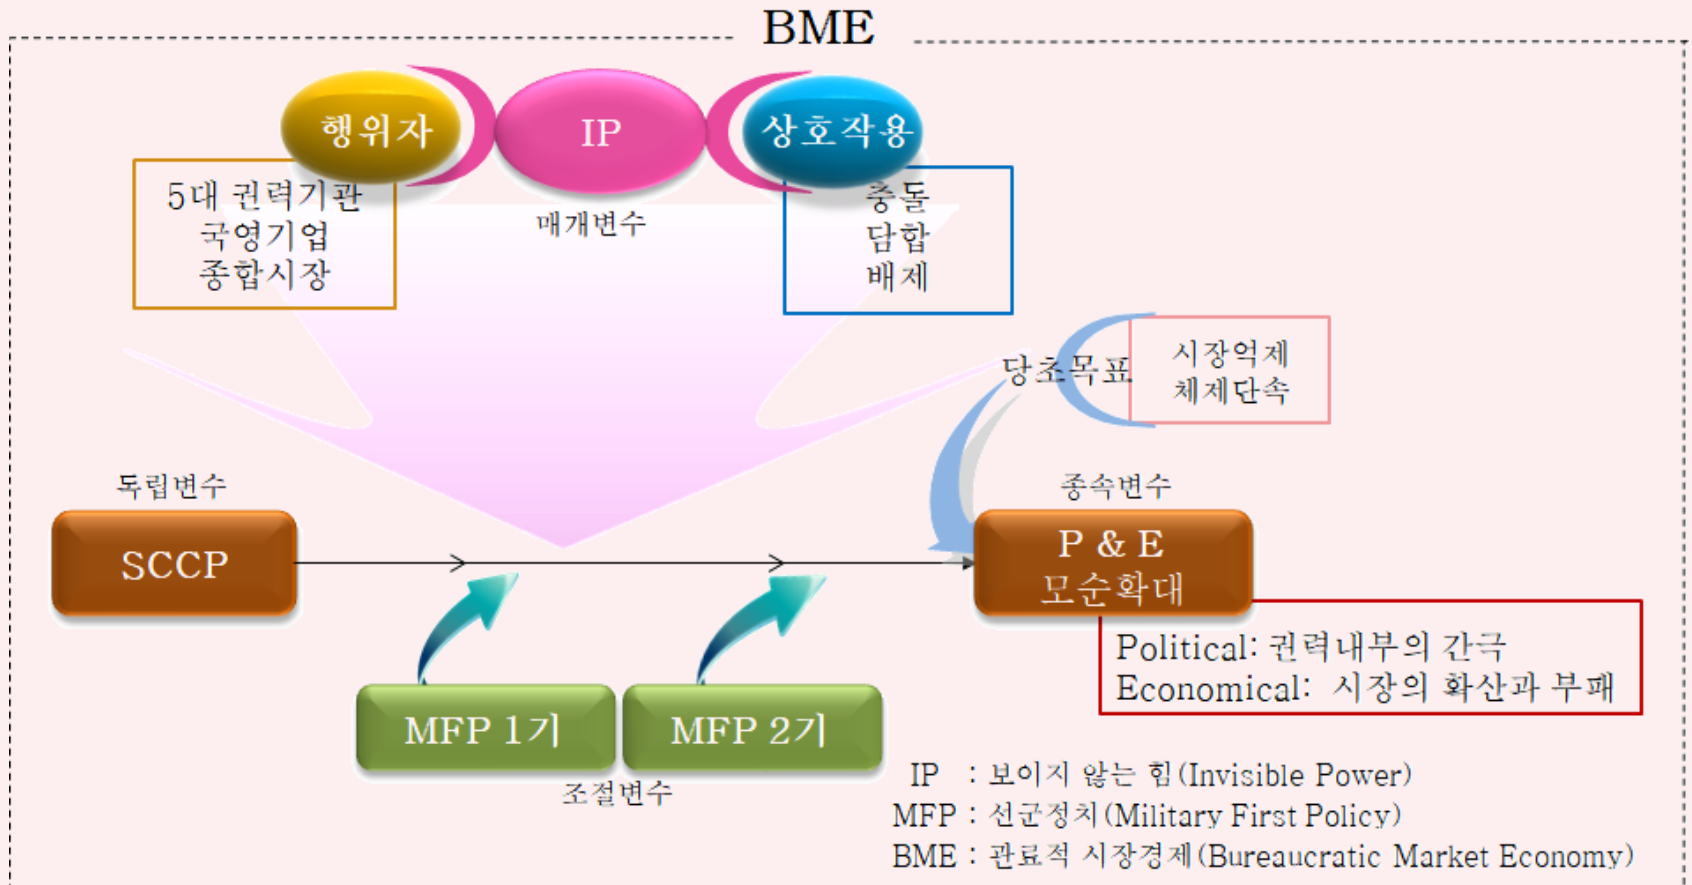 BME
행위자
IP
상호작용
5대 권력기관
국영기업
종합시장
매개변수
충돌
담합
배제
당초목표
시장억제
체제단속
독립변수
종속변수
SCCP
P & E
모순확대
Political: 권력내부의 간극
Economical: 시장의 확산과 부패
MFP 1기
MFP 2기
조절변수
IP : 보이지 않는 힘(Invisible Power)
MFP : 선군정치(Military First Policy)
BME : 관료적 시장경제(Bureaucratic Market Economy)